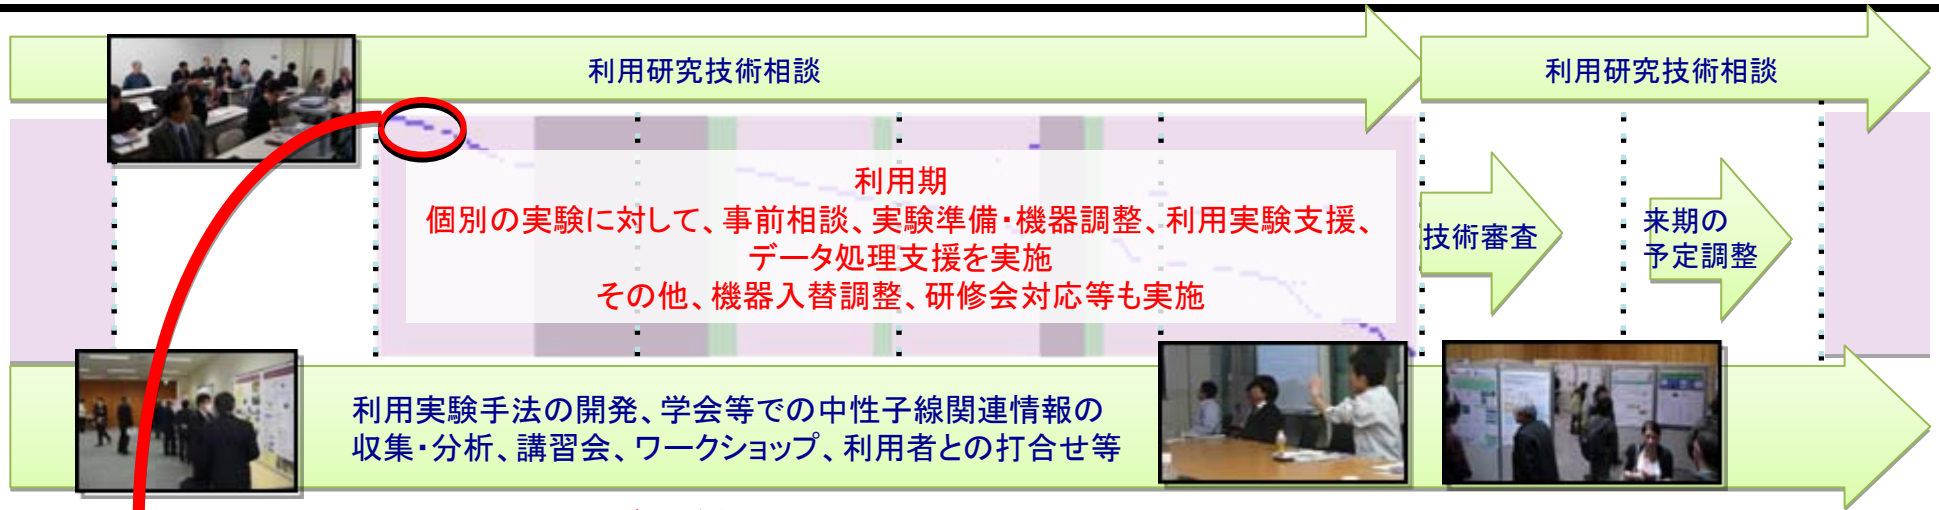 利用研究技術相談
利用研究技術相談
利用期
個別の実験に対して、事前相談、実験準備・機器調整、利用実験支援、
データ処理支援を実施
その他、機器入替調整、研修会対応等も実施
技術審査
来期の
予定調整
利用実験手法の開発、学会等での中性子線関連情報の
収集・分析、講習会、ワークショップ、利用者との打合せ等